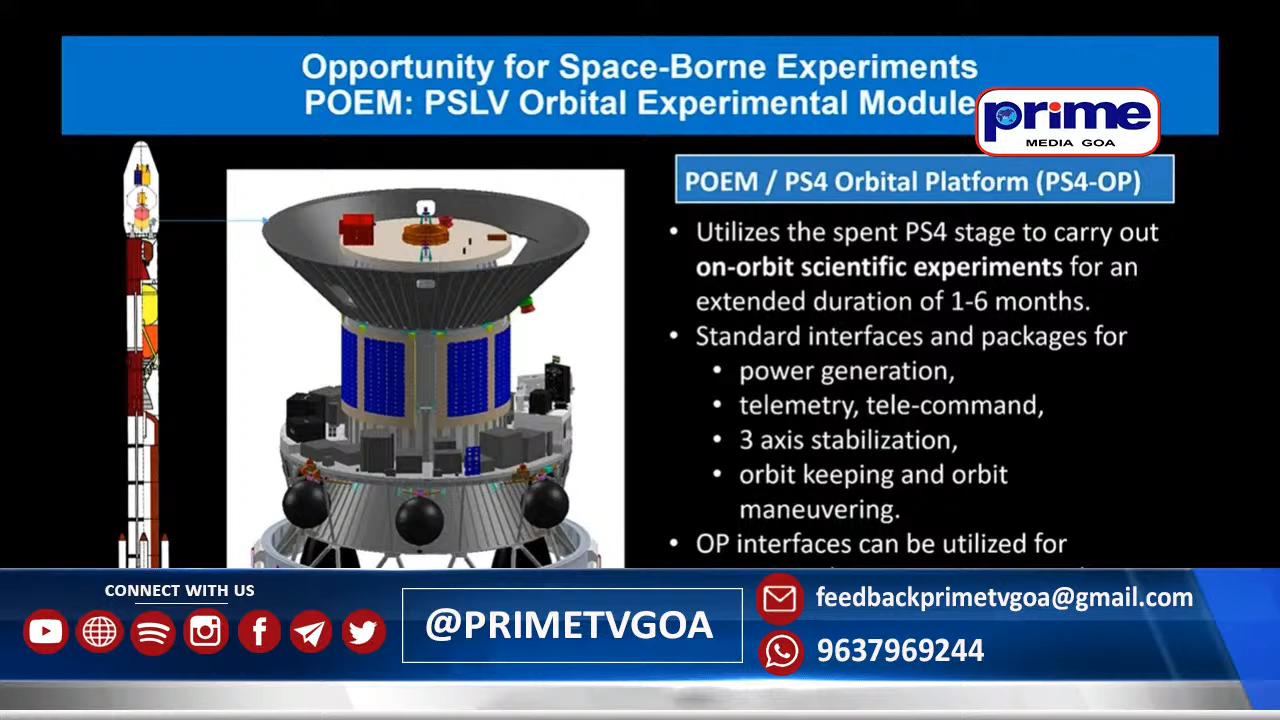 Opportunity for Space-Borne Experiments
POEM: PSLV Orbital Experimental Module
prime
MEDIA GOA
POEM / PS4 Orbital Platform (PS4-OP)
• Utilizes the spent PS4 stage to carry out
on-orbit scientific experiments for an
extended duration of 1-6 months.
• Standard interfaces and packages for
• power generation,
• telemetry, tele-command,
• 3 axis stabilization,
• orbit keeping and orbit
maneuvering.
• OP interfaces can be utilized for
CONNECT WITH US
@PRIMETVGOA
feedbackprimetvgoa@gmail.com
9637969244